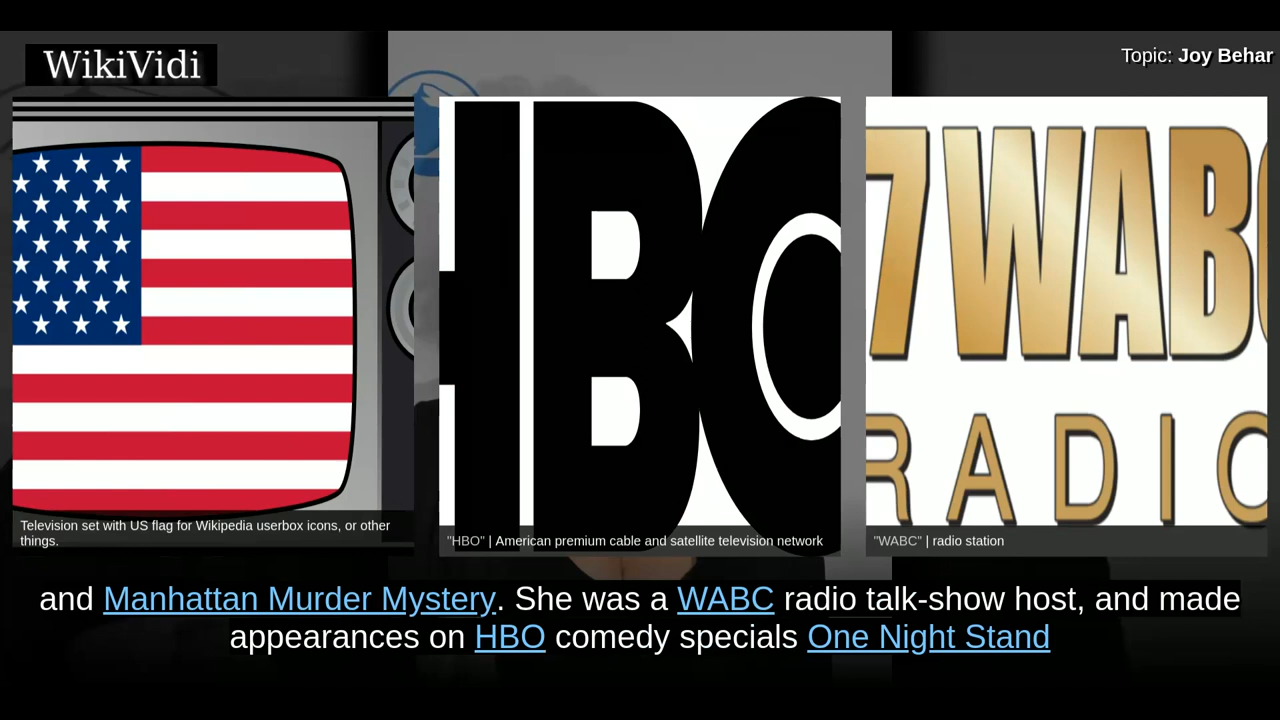 WikiVidi
Topic: Joy Behar
HBO
7WABC
RADIO
Television set with US flag for Wikipedia userbox icons, or other
things.
"HBO" | American premium cable and satellite television network
"WABC" | radio station
and Manhattan Murder Mystery. She was a WABC radio talk-show host, and made
appearances on HBO comedy specials One Night Stand